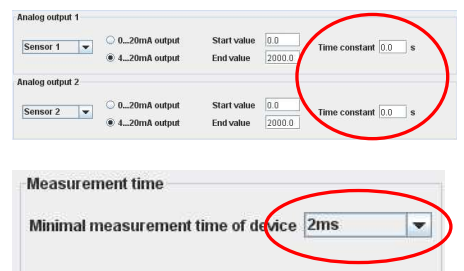 Analog output 1
Sensor 1 0...20mA output Start value 0.0 Time constant 0.0 s
4...20mA output End value 2000.0
Analog output 2
Sensor 2 0...20mA output Start value 0.0 Time constant 0.0 s
4...20mA output End value 2000.0
Measurement time
Minimal measurement time of device 2ms